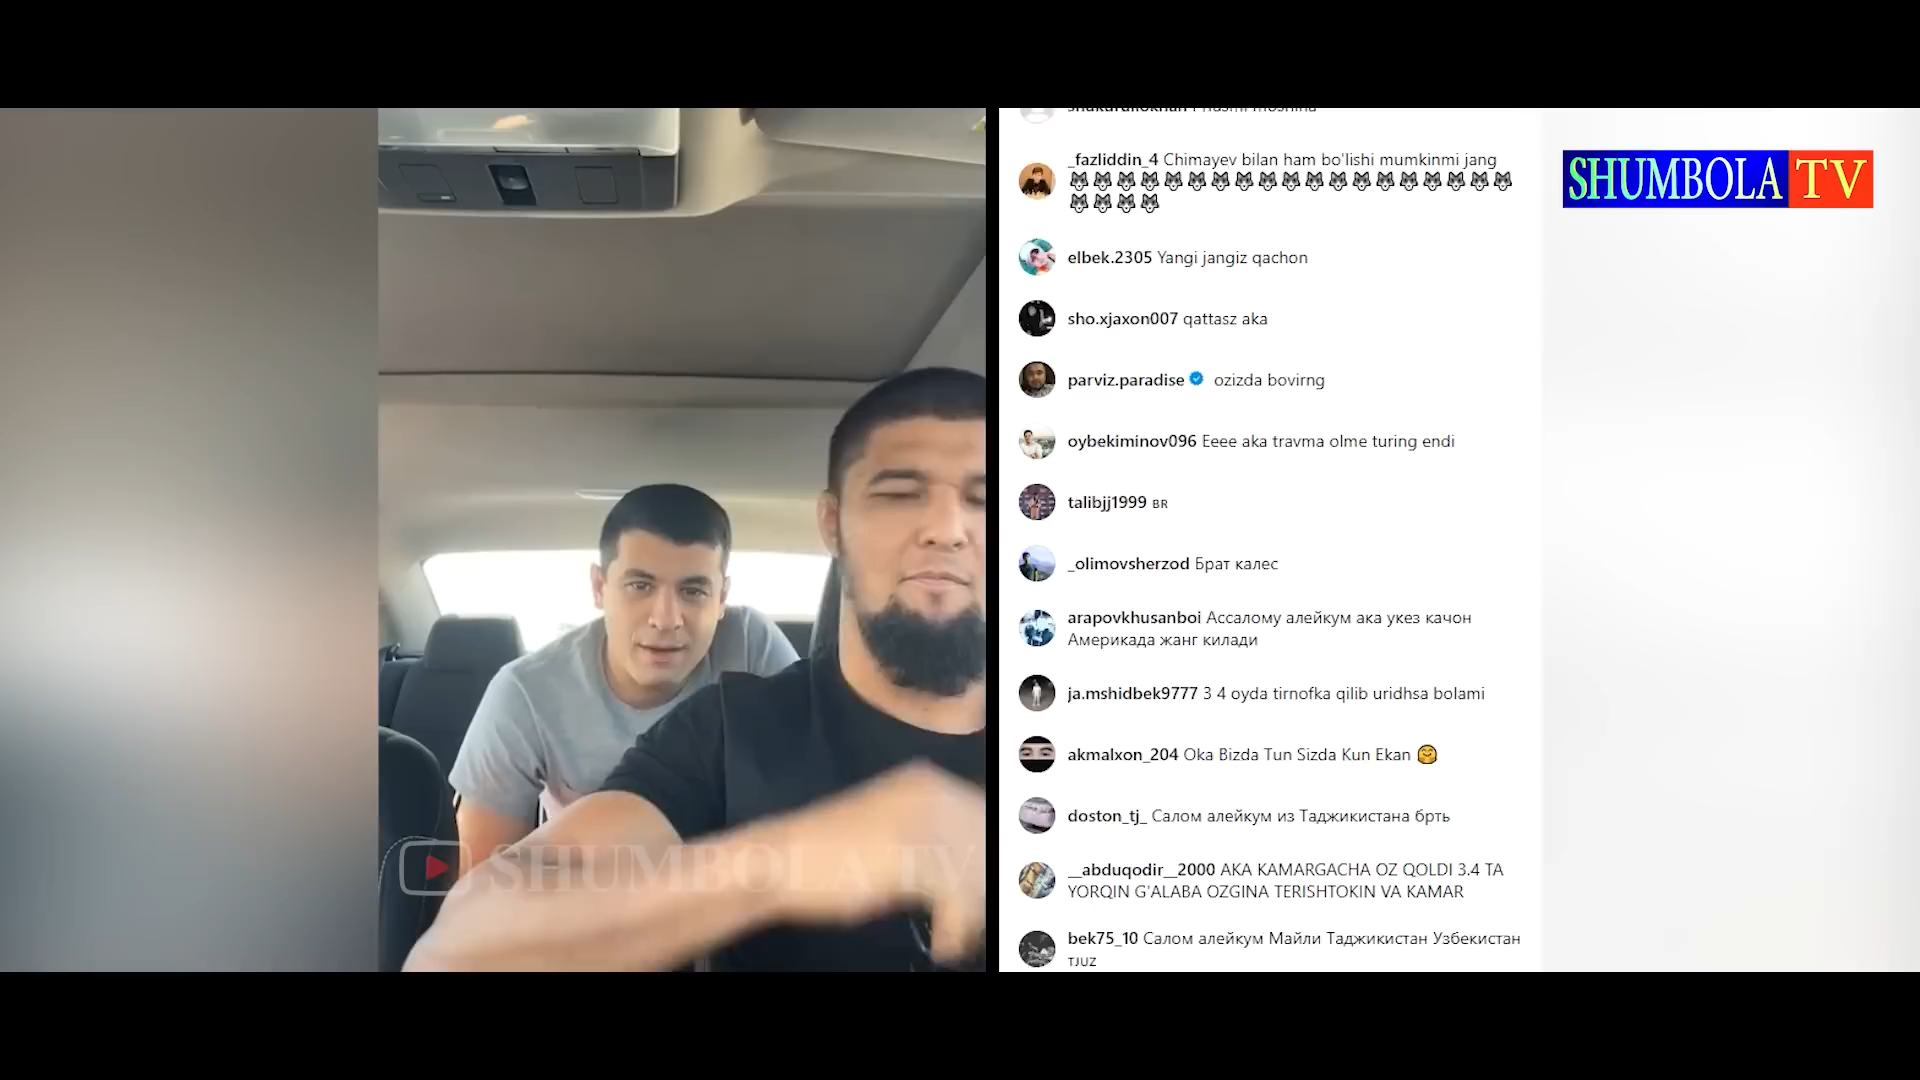 _fazliddin_4 Chimayev bilan ham bo'lishi mumkinmi jang
🐺🐺🐺🐺🐺🐺🐺🐺🐺🐺🐺🐺🐺🐺🐺🐺🐺🐺🐺
🐺🐺🐺🐺
SHUMBOLA TV
elbek.2305 Yangi jangiz qachon
sho.xjaxon007 qattasz aka
parviz.paradise ozizda bovirng
oybekiminov096 Eeee aka travma olme turing endi
talibjj1999 BR
_olimovsherzod Брат калес
arapovkhusanboi Ассалому алейкум ака укез качон
Америкада жанг килади
ja.mshidbek9777 3 4 oyda tirnofka qilib uridhsa bolami
akmalxon_204 Oka Bizda Tun Sizda Kun Ekan 🤗
doston_tj_ Салом алейкум из Таджикистана брть
__abduqodir__2000 AKA KAMARGACHA OZ QOLDI 3.4 TA
YORQIN G'ALABA OZGINA TERISHTOKIN VA KAMAR
bek75_10 Салом алейкум Майли Таджикистан Узбекистан
TJUZ
SHUMBOLA TV